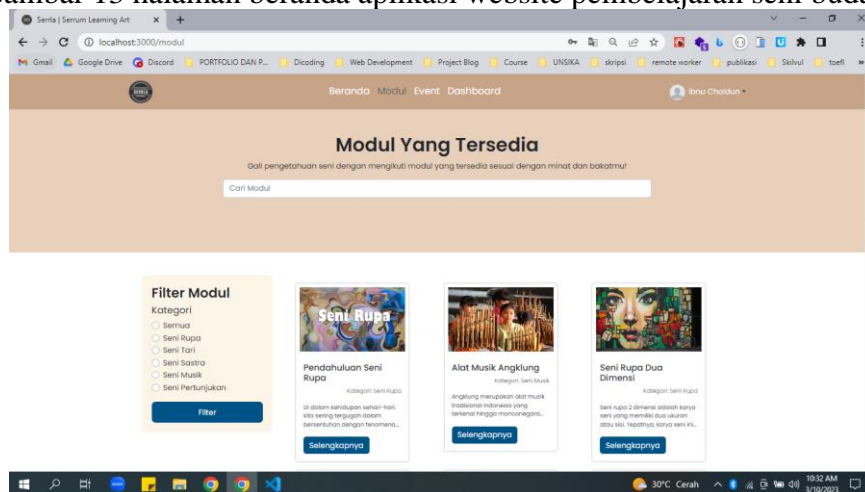 Serrla | Serrum Learning Art
localhost:3000/modul
Gmail Google Drive Discord PORTFOLIO DAN P... Dicoding Web Development Project Blog Course UNSIKA skripsi remote worker publikasi Skilvul toefl
Beranda Modul Event Dashboard Ibnu Choldun
Modul Yang Tersedia
Gali pengetahuan seni dengan mengikuti modul yang tersedia sesuai dengan minat dan bakatmu!
Cari Modul
Filter Modul
Kategori
Semua
Seni Rupa
Seni Tari
Seni Sastra
Seni Musik
Seni Pertunjukan
Filter
Seni Rupa
Pendahuluan Seni
Rupa
Kategori: Seni Rupa
Di dalam kehidupan sehari-hari,
kita sering tergugah dalam
bersentuhan dengan fenomena...
Selengkapnya
Alat Musik Angklung
Kategori: Seni Musik
Angklung merupakan alat musik
tradisional Indonesia yang
terkenal hingga mancanegara...
Selengkapnya
Seni Rupa Dua
Dimensi
Kategori: Seni Rupa
Seni rupa 2 dimensi adalah karya
seni yang memiliki dua ukuran
atau sisi. Tepatnya, karya seni ini...
Selengkapnya
30°C Cerah
10:32 AM
3/10/2023